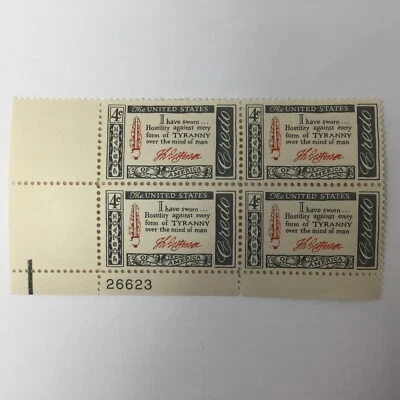 The UNITED STATES
4¢
POSTAGE
I have sworn...
Hostility against every
form of TYRANNY
over the mind of man
Th Jefferson
Credo
OF AMERICA
The UNITED STATES
4¢
POSTAGE
I have sworn...
Hostility against every
form of TYRANNY
over the mind of man
Th Jefferson
Credo
OF AMERICA
The UNITED STATES
4¢
POSTAGE
I have sworn...
Hostility against every
form of TYRANNY
over the mind of man
Th Jefferson
Credo
OF AMERICA
The UNITED STATES
4¢
POSTAGE
I have sworn...
Hostility against every
form of TYRANNY
over the mind of man
Th Jefferson
Credo
OF AMERICA
26623